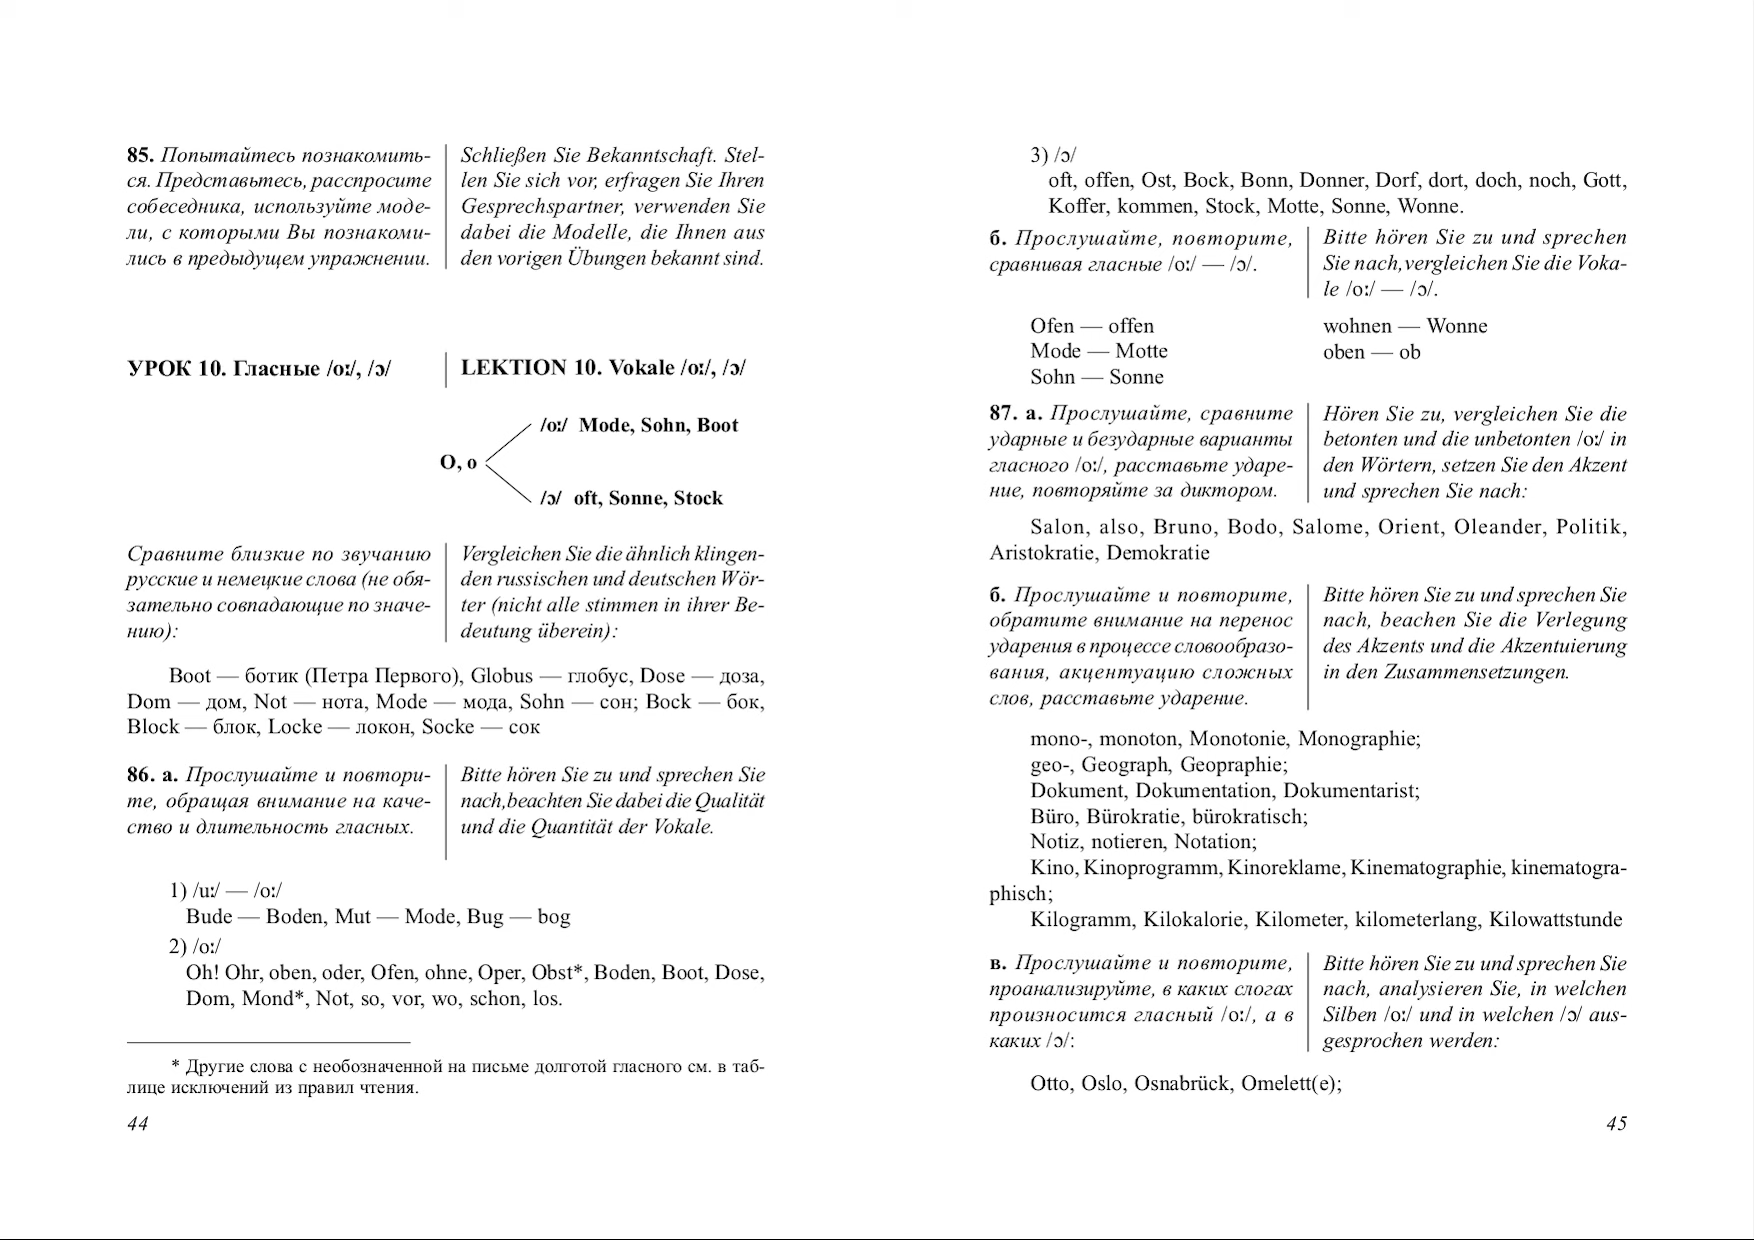 85. Попытайтесь познакомить-
ся. Представьтесь, расспросите
собеседника, используйте моде-
ли, с которыми Вы познакоми-
лись в предыдущем упражнении.
Schließen Sie Bekanntschaft. Stel-
len Sie sich vor, erfragen Sie Ihren
Gesprechspartner, verwenden Sie
dabei die Modelle, die Ihnen aus
den vorigen Übungen bekannt sind.
УРОК 10. Гласные /oː/, /ɔ/
LEKTION 10. Vokale /oː/, /ɔ/
O, o
/oː/ Mode, Sohn, Boot
/ɔ/ oft, Sonne, Stock
Сравните близкие по звучанию
русские и немецкие слова (не обя-
зательно совпадающие по значе-
нию):
Vergleichen Sie die ähnlich klingen-
den russischen und deutschen Wör-
ter (nicht alle stimmen in ihrer Be-
deutung überein):
Boot — ботик (Петра Первого), Globus — глобус, Dose — доза,
Dom — дом, Not — нота, Mode — мода, Sohn — сон; Bock — бок,
Block — блок, Locke — локон, Socke — сок
86. а. Прослушайте и повтори-
те, обращая внимание на каче-
ство и длительность гласных.
Bitte hören Sie zu und sprechen Sie
nach,beachten Sie dabei die Qualität
und die Quantität der Vokale.
1) /uː/ — /oː/
Bude — Boden, Mut — Mode, Bug — bog
2) /oː/
Oh! Ohr, oben, oder, Ofen, ohne, Oper, Obst*, Boden, Boot, Dose,
Dom, Mond*, Not, so, vor, wo, schon, los.
* Другие слова с необозначенной на письме долготой гласного см. в таб-
лице исключений из правил чтения.
44
3) /ɔ/
oft, offen, Ost, Bock, Bonn, Donner, Dorf, dort, doch, noch, Gott,
Koffer, kommen, Stock, Motte, Sonne, Wonne.
б. Прослушайте, повторите,
сравнивая гласные /oː/ — /ɔ/.
Bitte hören Sie zu und sprechen
Sie nach,vergleichen Sie die Voka-
le /oː/ — /ɔ/.
Ofen — offen
Mode — Motte
Sohn — Sonne
wohnen — Wonne
oben — ob
87. а. Прослушайте, сравните
ударные и безударные варианты
гласного /oː/, расставьте ударе-
ние, повторяйте за диктором.
Hören Sie zu, vergleichen Sie die
betonten und die unbetonten /oː/ in
den Wörtern, setzen Sie den Akzent
und sprechen Sie nach:
Salon, also, Bruno, Bodo, Salome, Orient, Oleander, Politik,
Aristokratie, Demokratie
б. Прослушайте и повторите,
обратите внимание на перенос
ударения в процессе словообразо-
вания, акцентуацию сложных
слов, расставьте ударение.
Bitte hören Sie zu und sprechen Sie
nach, beachen Sie die Verlegung
des Akzents und die Akzentuierung
in den Zusammensetzungen.
mono-, monoton, Monotonie, Monographie;
geo-, Geograph, Geopraphie;
Dokument, Dokumentation, Dokumentarist;
Büro, Bürokratie, bürokratisch;
Notiz, notieren, Notation;
Kino, Kinoprogramm, Kinoreklame, Kinematographie, kinematogra-
phisch;
Kilogramm, Kilokalorie, Kilometer, kilometerlang, Kilowattstunde
в. Прослушайте и повторите,
проанализируйте, в каких слогах
произносится гласный /oː/, а в
каких /ɔ/:
Bitte hören Sie zu und sprechen Sie
nach, analysieren Sie, in welchen
Silben /oː/ und in welchen /ɔ/ aus-
gesprochen werden:
Otto, Oslo, Osnabrück, Omelett(e);
45